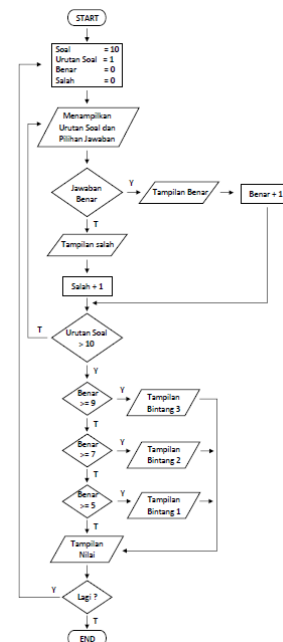 START
Soal = 10
Urutan Soal = 1
Benar = 0
Salah = 0
Menampilkan
Urutan Soal dan
Pilihan Jawaban
Jawaban
Benar
Y
Tampilan Benar
Benar + 1
T
Tampilan salah
Salah + 1
T
Urutan Soal
> 10
Y
Benar
>= 9
Y
Tampilan
Bintang 3
T
Benar
>= 7
Y
Tampilan
Bintang 2
T
Benar
>= 5
Y
Tampilan
Bintang 1
T
Tampilan
Nilai
Y
Lagi ?
T
END